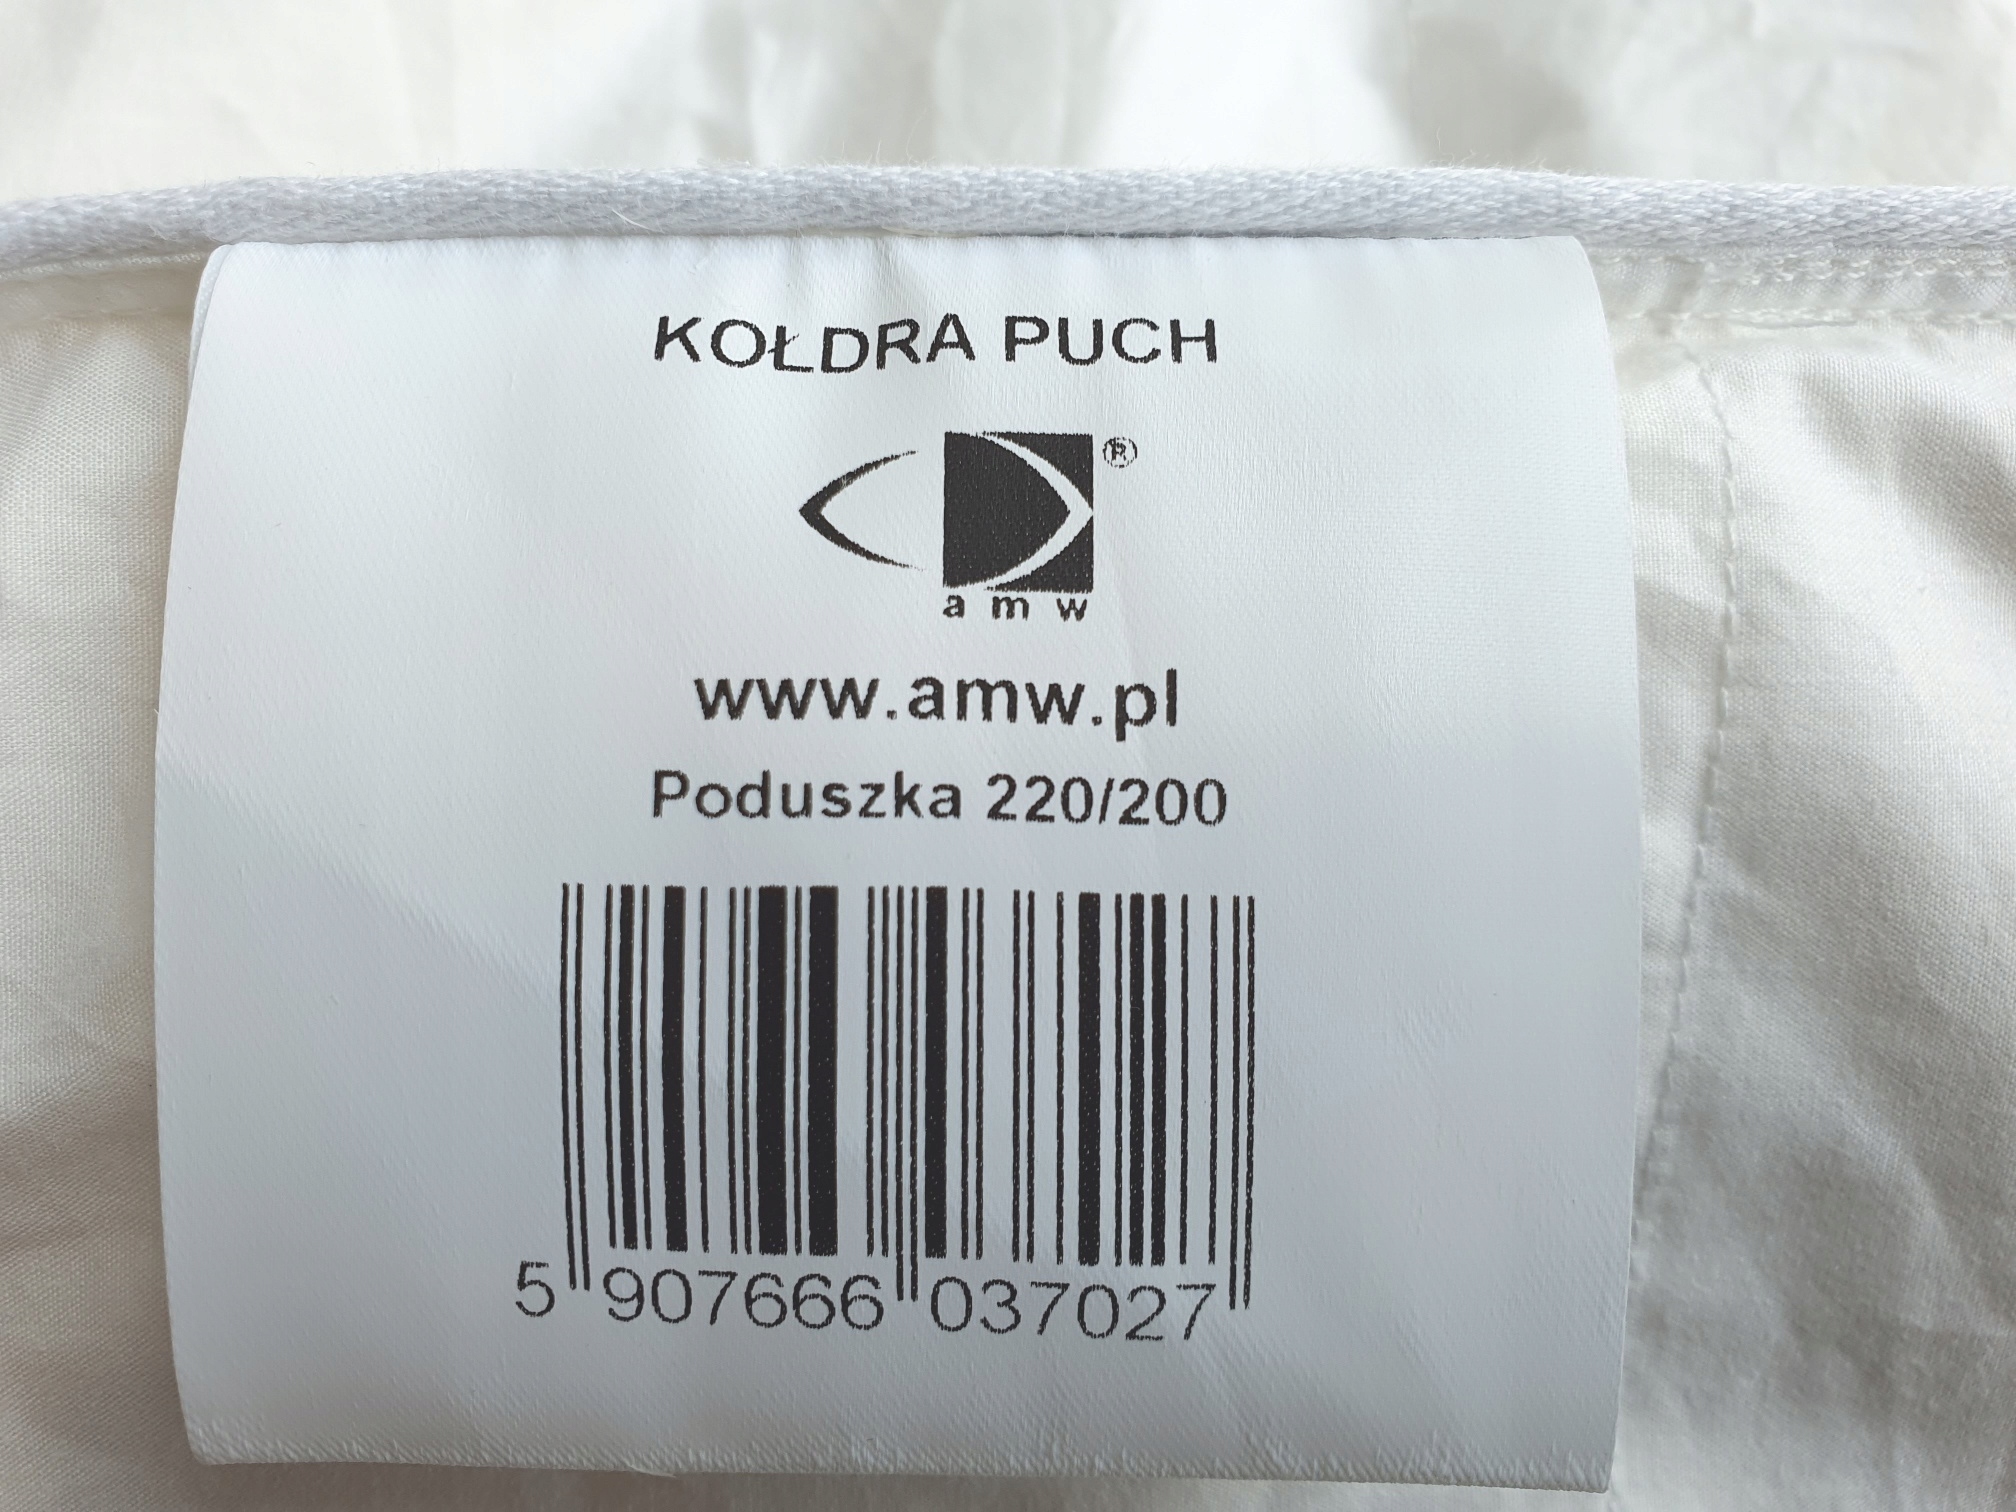 KOŁDRA PUCH
®
amw
www.amw.pl
Poduszka 220/200
5 907666 037027